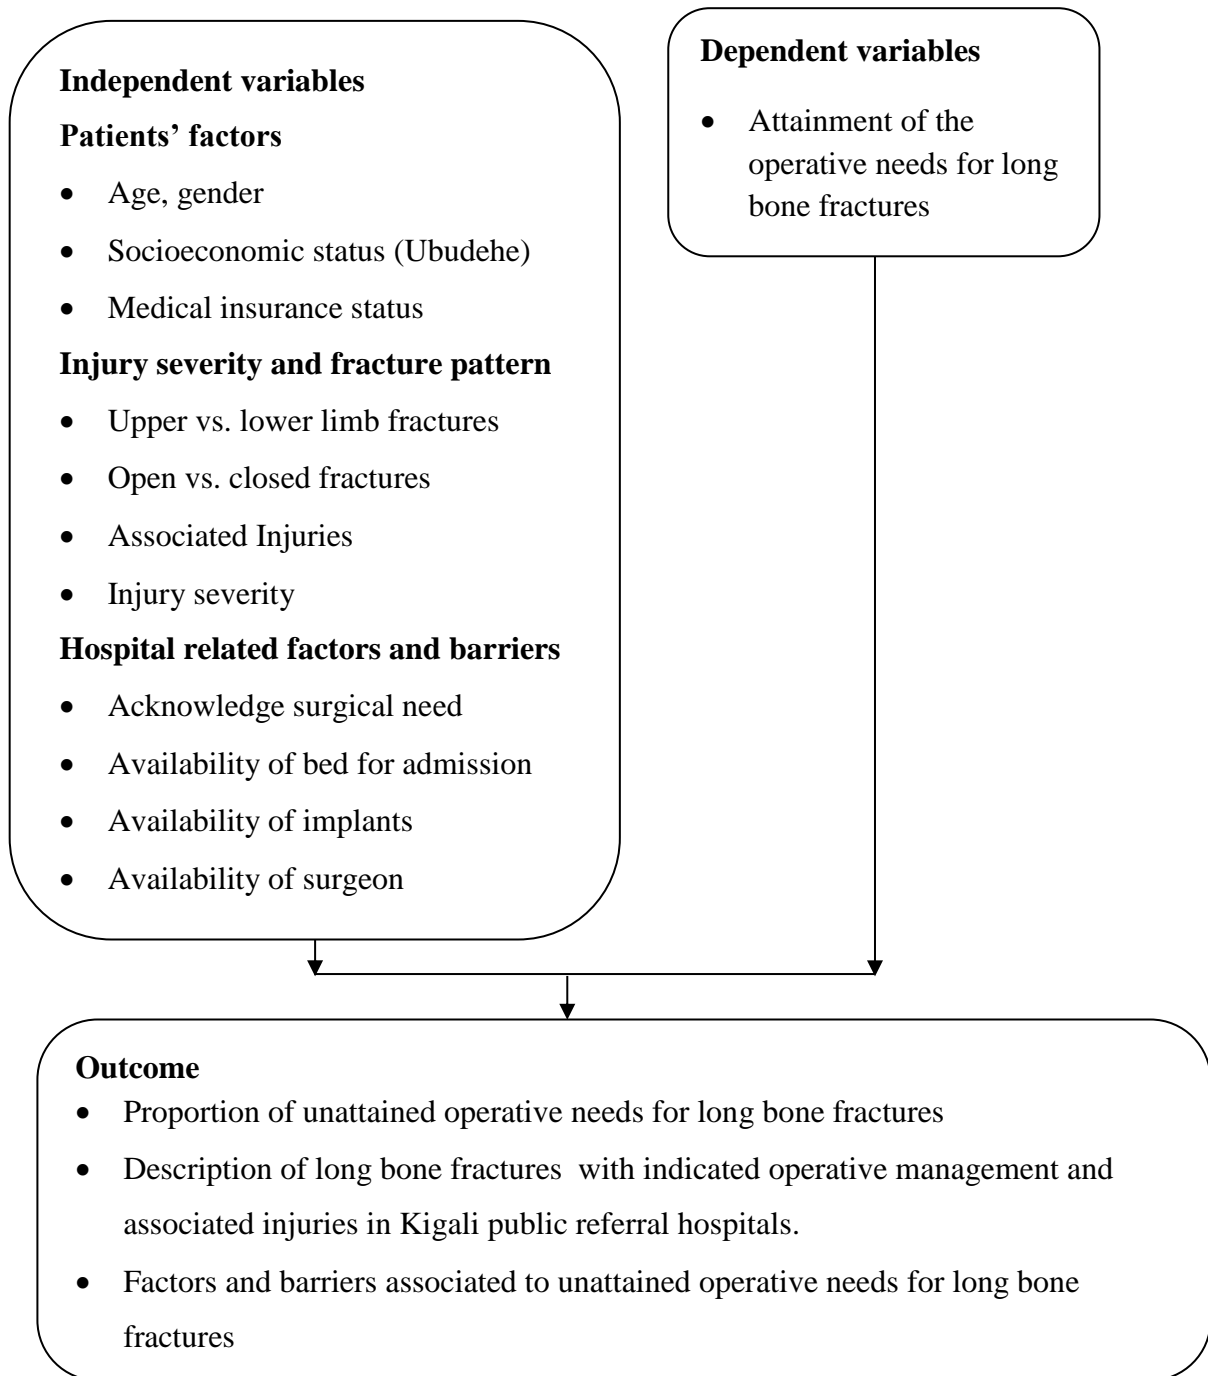 Independent variables
Patients’ factors
• Age, gender
• Socioeconomic status (Ubudehe)
• Medical insurance status
Injury severity and fracture pattern
• Upper vs. lower limb fractures
• Open vs. closed fractures
• Associated Injuries
• Injury severity
Hospital related factors and barriers
• Acknowledge surgical need
• Availability of bed for admission
• Availability of implants
• Availability of surgeon
Dependent variables
• Attainment of the
operative needs for long
bone fractures
Outcome
• Proportion of unattained operative needs for long bone fractures
• Description of long bone fractures with indicated operative management and
associated injuries in Kigali public referral hospitals.
• Factors and barriers associated to unattained operative needs for long bone
fractures